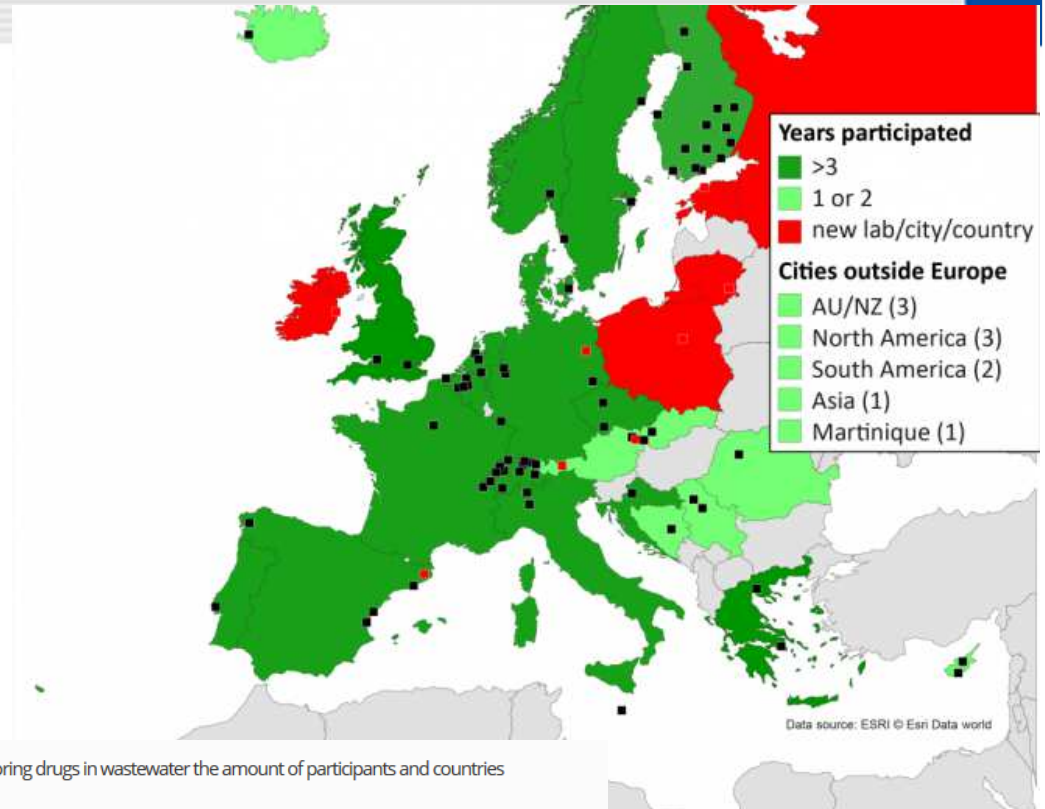 Years participated
>3
1 or 2
new lab/city/country
Cities outside Europe
AU/NZ (3)
North America (3)
South America (2)
Asia (1)
Martinique (1)
Data source: ESRI © Esri Data world
oring drugs in wastewater the amount of participants and countries